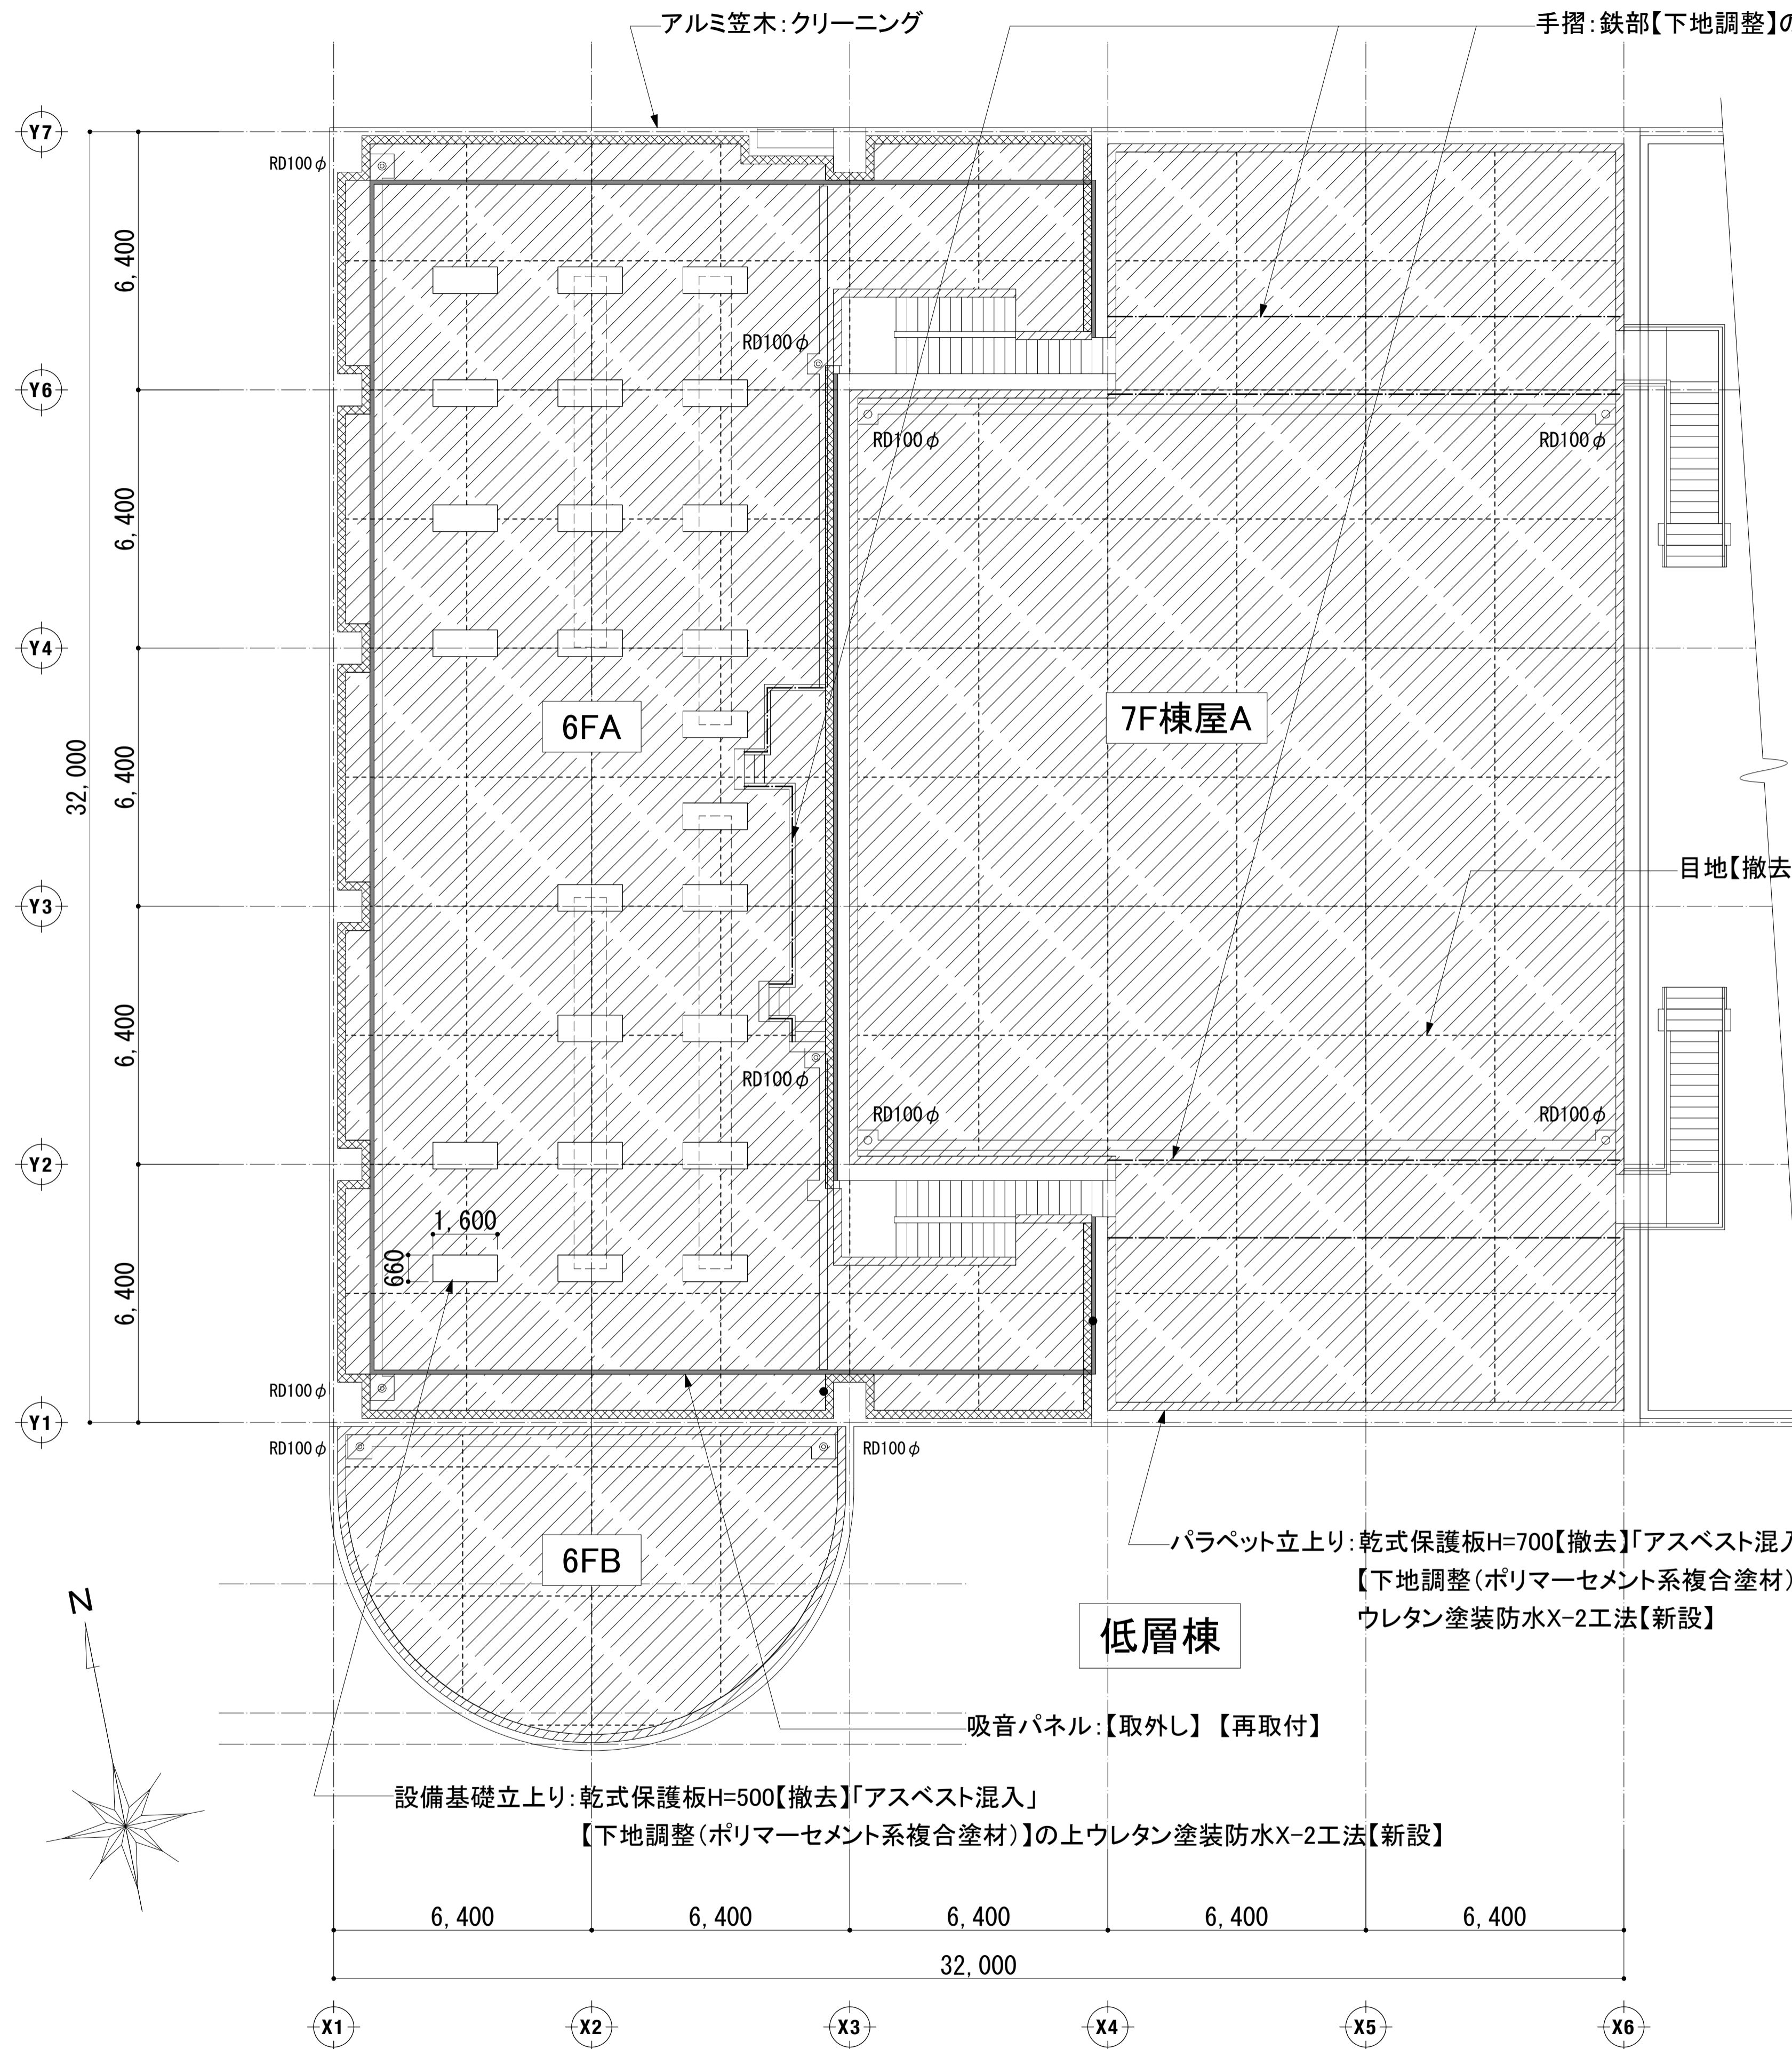 アルミ笠木：クリーニング
手摺：鉄部【下地調整】の
Y7
RD100φ
6,400
RD100φ
Y6
RD100φ
RD100φ
6,400
Y4
6FA
7F棟屋A
32,000
6,400
目地【撤去
Y3
6,400
RD100φ
RD100φ
RD100φ
Y2
1,600
660
6,400
RD100φ
Y1
RD100φ
RD100φ
6FB
パラペット立上り：乾式保護板H=700【撤去】「アスベスト混入
【下地調整（ポリマーセメント系複合塗材）
ウレタン塗装防水X-2工法【新設】
N
低層棟
吸音パネル：【取外し】【再取付】
設備基礎立上り：乾式保護板H=500【撤去】「アスベスト混入」
【下地調整（ポリマーセメント系複合塗材）】の上ウレタン塗装防水X-2工法【新設】
6,400 6,400 6,400 6,400 6,400
32,000
X1 X2 X3 X4 X5 X6